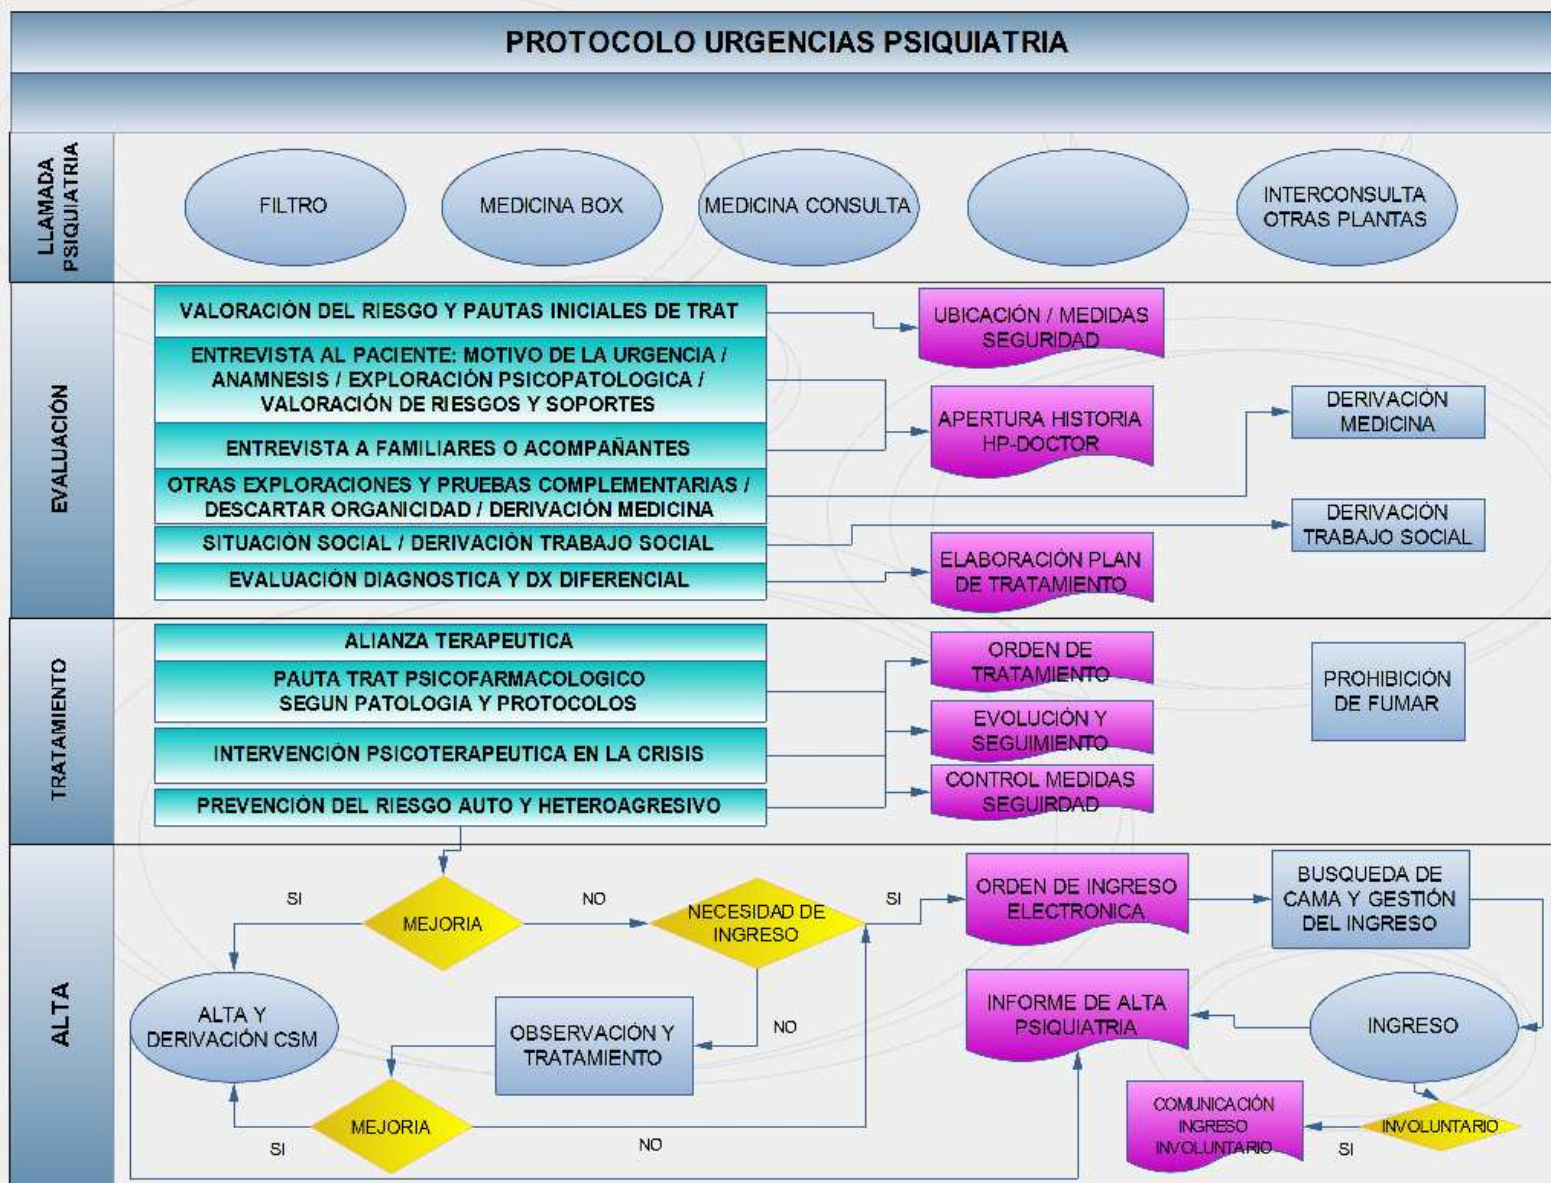 PROTOCOLO URGENCIAS PSIQUIATRIA
LLAMADA
PSIQUIATRIA
FILTRO
MEDICINA BOX
MEDICINA CONSULTA
INTERCONSULTA
OTRAS PLANTAS
EVALUACIÓN
VALORACIÓN DEL RIESGO Y PAUTAS INICIALES DE TRAT
ENTREVISTA AL PACIENTE: MOTIVO DE LA URGENCIA /
ANAMNESIS / EXPLORACIÓN PSICOPATOLOGICA /
VALORACIÓN DE RIESGOS Y SOPORTES
ENTREVISTA A FAMILIARES O ACOMPAÑANTES
OTRAS EXPLORACIONES Y PRUEBAS COMPLEMENTARIAS /
DESCARTAR ORGANICIDAD / DERIVACIÓN MEDICINA
SITUACIÓN SOCIAL / DERIVACIÓN TRABAJO SOCIAL
EVALUACIÓN DIAGNOSTICA Y DX DIFERENCIAL
UBICACIÓN / MEDIDAS
SEGURIDAD
APERTURA HISTORIA
HP-DOCTOR
ELABORACIÓN PLAN
DE TRATAMIENTO
DERIVACIÓN
MEDICINA
DERIVACIÓN
TRABAJO SOCIAL
TRATAMIENTO
ALIANZA TERAPEUTICA
PAUTA TRAT PSICOFARMACOLOGICO
SEGUN PATOLOGIA Y PROTOCOLOS
INTERVENCIÓN PSICOTERAPEUTICA EN LA CRISIS
PREVENCIÓN DEL RIESGO AUTO Y HETEROAGRESIVO
ORDEN DE
TRATAMIENTO
EVOLUCIÓN Y
SEGUIMIENTO
CONTROL MEDIDAS
SEGUIRDAD
PROHIBICIÓN
DE FUMAR
ALTA
SI
MEJORIA
NO
NECESIDAD DE
INGRESO
SI
ORDEN DE INGRESO
ELECTRONICA
BUSQUEDA DE
CAMA Y GESTIÓN
DEL INGRESO
ALTA Y
DERIVACIÓN CSM
OBSERVACIÓN Y
TRATAMIENTO
NO
INFORME DE ALTA
PSIQUIATRIA
INGRESO
MEJORIA
SI
NO
COMUNICACIÓN
INGRESO
INVOLUNTARIO
SI
INVOLUNTARIO